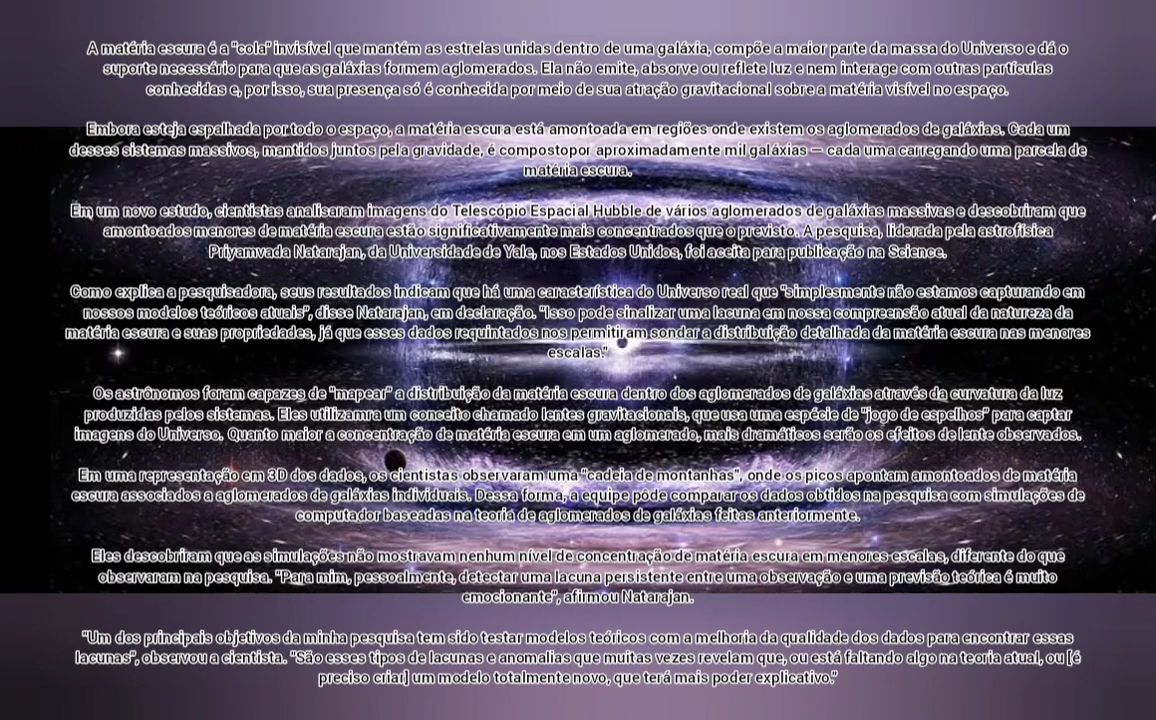 A matéria escura é a "cola" invisível que mantém as estrelas unidas dentro de uma galáxia, compõe a maior parte da massa do Universo e dá o
suporte necessário para que as galáxias formem aglomerados. Ela não emite, absorve ou reflete luz e nem interage com outras partículas
conhecidas e, por isso, sua presença só é conhecida por meio de sua atração gravitacional sobre a matéria visível no espaço.
Embora esteja espalhada por todo o espaço, a matéria escura está amontoada em regiões onde existem os aglomerados de galáxias. Cada um
desses sistemas massivos, mantidos juntos pela gravidade, é compostopor aproximadamente mil galáxias — cada uma carregando uma parcela de
matéria escura.
Em um novo estudo, cientistas analisaram imagens do Telescópio Espacial Hubble de vários aglomerados de galáxias massivas e descobriram que
amontoados menores de matéria escura estão significativamente mais concentrados que o previsto. A pesquisa, liderada pela astrofísica
Priyamvada Natarajan, da Universidade de Yale, nos Estados Unidos, foi aceita para publicação na Science.
Como explica a pesquisadora, seus resultados indicam que há uma característica do Universo real que "simplesmente não estamos capturando em
nossos modelos teóricos atuais", disse Natarajan, em declaração. "Isso pode sinalizar uma lacuna em nossa compreensão atual da natureza da
matéria escura e suas propriedades, já que esses dados requintados nos permitiram sondar a distribuição detalhada da matéria escura nas menores
escalas."
Os astrônomos foram capazes de "mapear" a distribuição da matéria escura dentro dos aglomerados de galáxias através da curvatura da luz
produzidas pelos sistemas. Eles utilizamra um conceito chamado lentes gravitacionais, que usa uma espécie de "jogo de espelhos" para captar
imagens do Universo. Quanto maior a concentração de matéria escura em um aglomerado, mais dramáticos serão os efeitos de lente observados.
Em uma representação em 3D dos dados, os cientistas observaram uma "cadeia de montanhas", onde os picos apontam amontoados de matéria
escura associados a aglomerados de galáxias individuais. Dessa forma, a equipe pôde comparar os dados obtidos na pesquisa com simulações de
computador baseadas na teoria de aglomerados de galáxias feitas anteriormente.
Eles descobriram que as simulações não mostravam nenhum nível de concentração de matéria escura em menores escalas, diferente do que
observaram na pesquisa. "Para mim, pessoalmente, detectar uma lacuna persistente entre uma observação e uma previsão teórica é muito
emocionante", afirmou Natarajan.
"Um dos principais objetivos da minha pesquisa tem sido testar modelos teóricos com a melhoria da qualidade dos dados para encontrar essas
lacunas", observou a cientista. "São esses tipos de lacunas e anomalias que muitas vezes revelam que, ou está faltando algo na teoria atual, ou [é
preciso criar] um modelo totalmente novo, que terá mais poder explicativo."